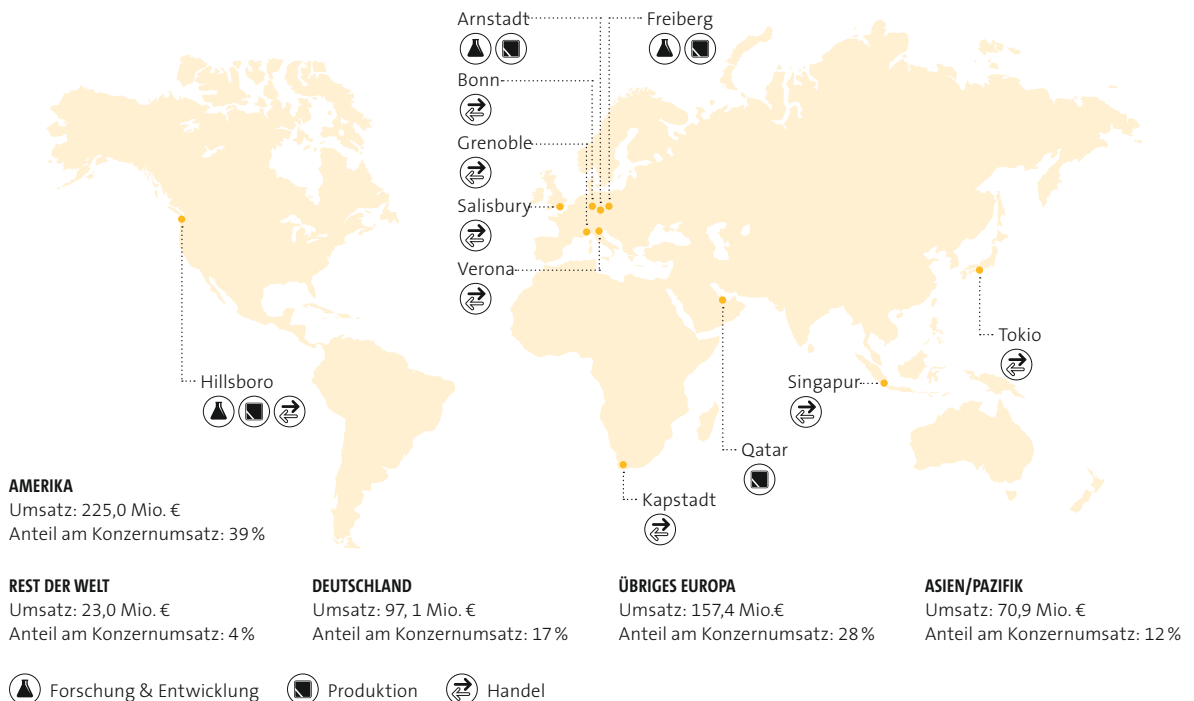 Arnstadt
Freiberg
Bonn
Grenoble
Salisbury
Verona
Tokio
Hillsboro
Singapur
Qatar
Kapstadt
AMERIKA
Umsatz: 225,0 Mio. €
Anteil am Konzernumsatz: 39 %
REST DER WELT
Umsatz: 23,0 Mio. €
Anteil am Konzernumsatz: 4 %
DEUTSCHLAND
Umsatz: 97, 1 Mio. €
Anteil am Konzernumsatz: 17 %
ÜBRIGES EUROPA
Umsatz: 157,4 Mio.€
Anteil am Konzernumsatz: 28 %
ASIEN/PAZIFIK
Umsatz: 70,9 Mio. €
Anteil am Konzernumsatz: 12 %
Forschung & Entwicklung
Produktion
Handel